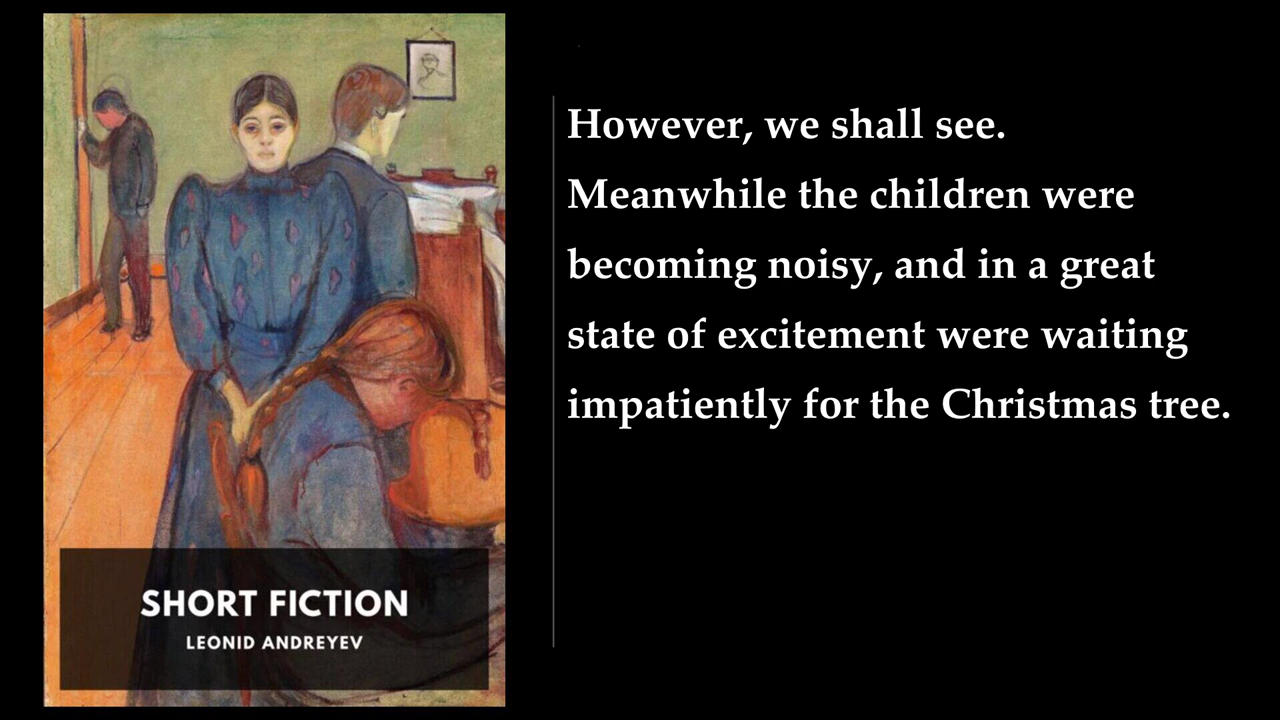 SHORT FICTION
LEONID ANDREYEV
However, we shall see.
Meanwhile the children were
becoming noisy, and in a great
state of excitement were waiting
impatiently for the Christmas tree.